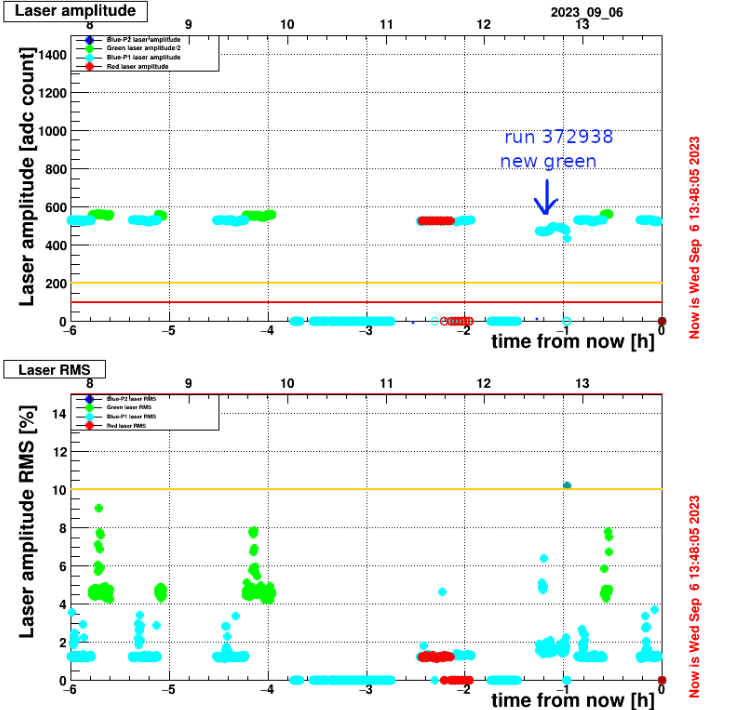 Laser amplitude
2023_09_06
8 9 10 11 12 13
Blue-P2 laser amplitude
Green laser amplitude/2
Blue-P1 laser amplitude
Red laser amplitude
Laser amplitude [adc count]
1400
1200
1000
800
600
400
200
0
run 372938
new green
−6 −5 −4 −3 −2 −1 0
time from now [h]
Now is Wed Sep 6 13:48:05 2023
Laser RMS
8 9 10 11 12 13
Blue-P2 laser RMS
Green laser RMS
Blue-P1 laser RMS
Red laser RMS
Laser amplitude RMS [%]
14
12
10
8
6
4
2
0
−6 −5 −4 −3 −2 −1 0
time from now [h]
Now is Wed Sep 6 13:48:05 2023